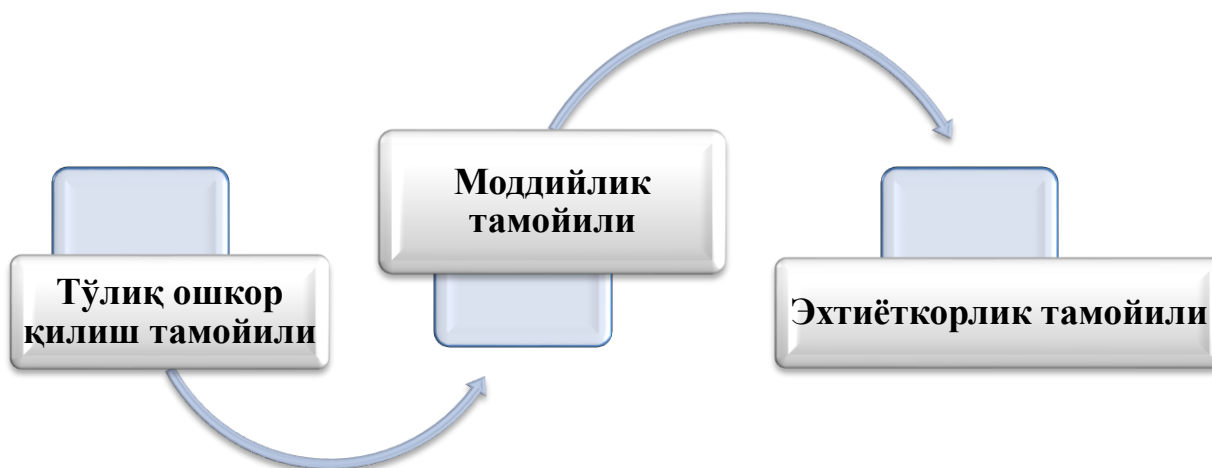 Тўлиқ ошкор
қилиш тамойили
Моддийлик
тамойили
Эхтиёткорлик тамойили